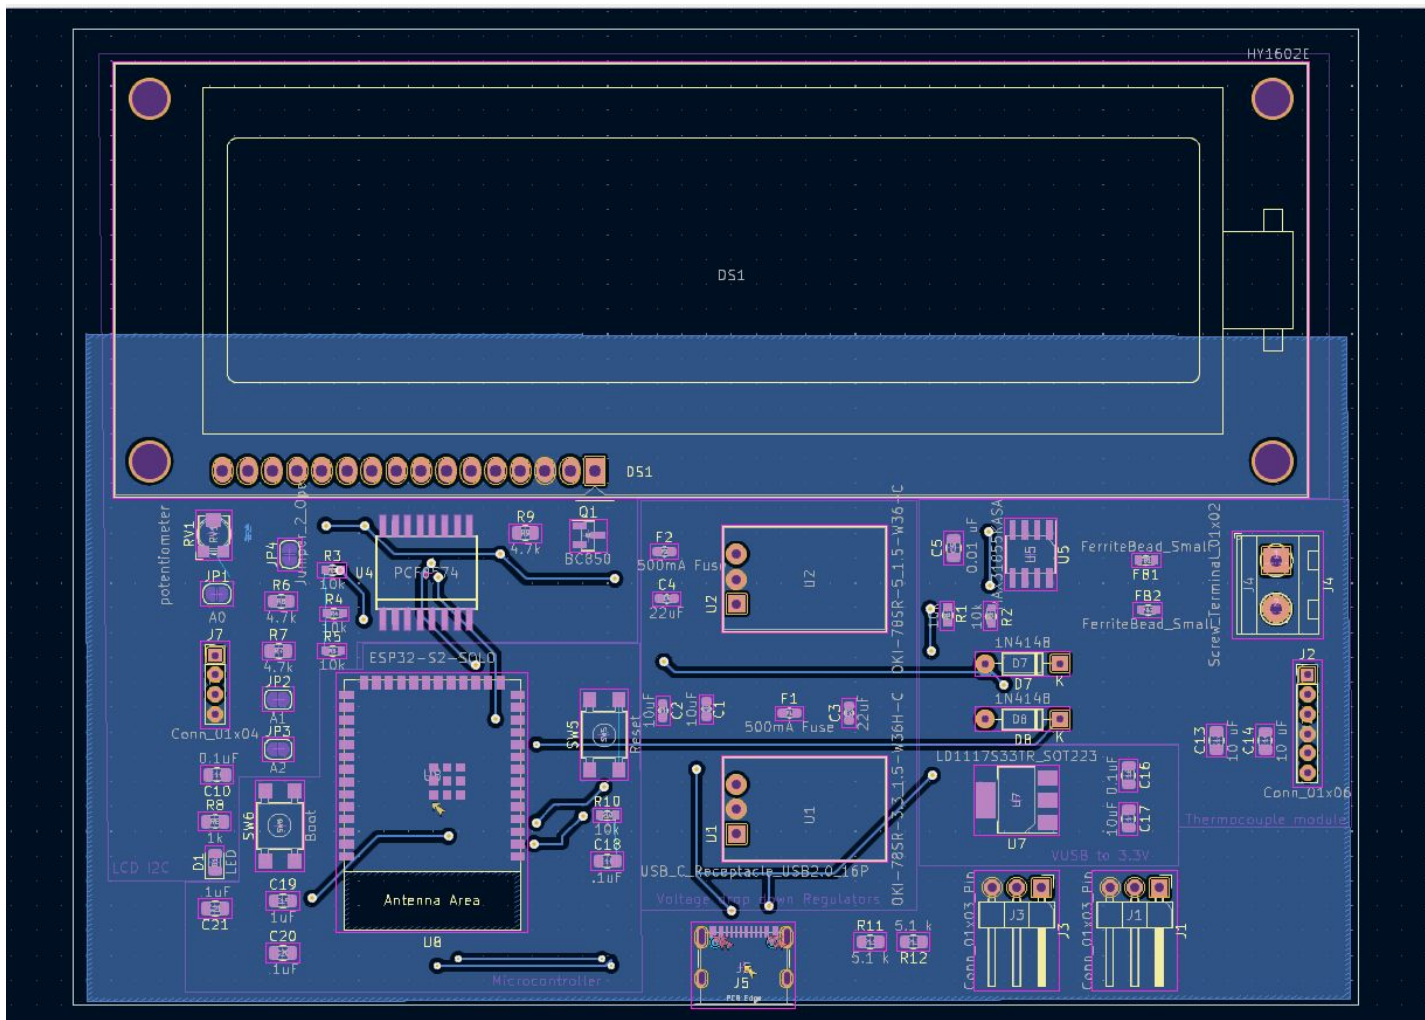 HY1602E
DS1
DS1
potentiometer
RV1
JP4
R3
10k
U4
PCF8574
R9
4.7k
Q1
BC850
F2
500mA Fuse
C4
22uF
U2
U2
OKI-78SR-5_1.5-W36-C
C5
0.01 uF
MAX31855KASA
U5
U5
FerriteBead_Small
FB1
FB2
FerriteBead_Small
Screw_Terminal_01x02
J4
J4
JP1
A0
R6
4.7k
R4
10k
R1
10k
R2
J7
R7
4.7k
R5
10k
ESP32-S2-SOLO
1N4148
D7
D7
K
J2
JP2
A1
Conn_01x04
JP3
A2
SW5
Reset
10uF
C2
10uF
C1
F1
500mA Fuse
C3
22uF
1N4148
D8
D8
K
C13
10 uF
C14
10 uF
Conn_01x06
0.1uF
C10
R8
1k
SW6
Boot
R10
10k
C18
.1uF
U1
U1
OKI-78SR-3.3_1.5-W36H-C
LD1117S33TR_SOT223
U7
U7
0.1uF
C16
10uF
C17
Thermocouple module
VUSB to 3.3V
D1
LED
LCD I2C
1uF
C21
C19
1uF
C20
.1uF
Antenna Area
U8
USB_C_Receptacle_USB2.0_16P
Voltage drop down Regulators
R11
5.1 k
5.1 k
R12
Conn_01x03_Pin
J3
J3
Conn_01x03_Pin
J1
J1
J5
PCB Edge
Microcontroller